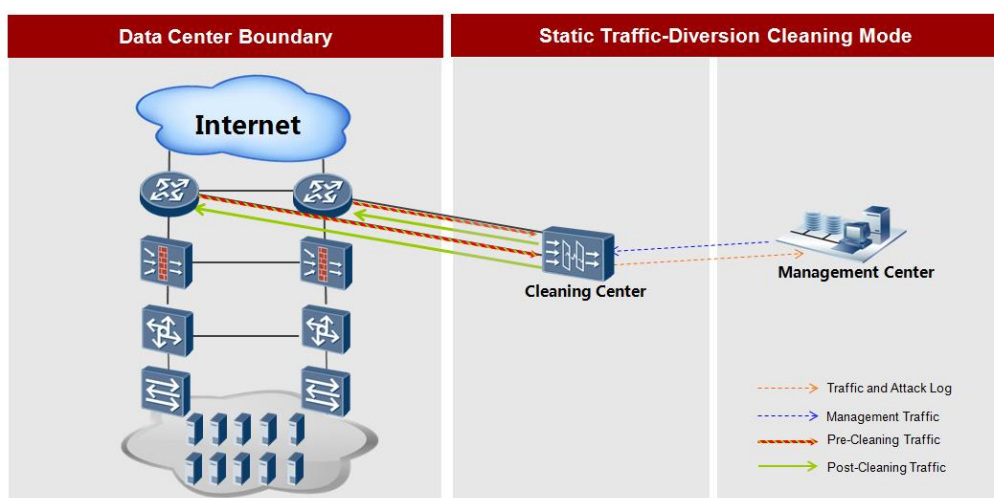 Data Center Boundary
Static Traffic-Diversion Cleaning Mode
Internet
Cleaning Center
Management Center
Traffic and Attack Log
Management Traffic
Pre-Cleaning Traffic
Post-Cleaning Traffic